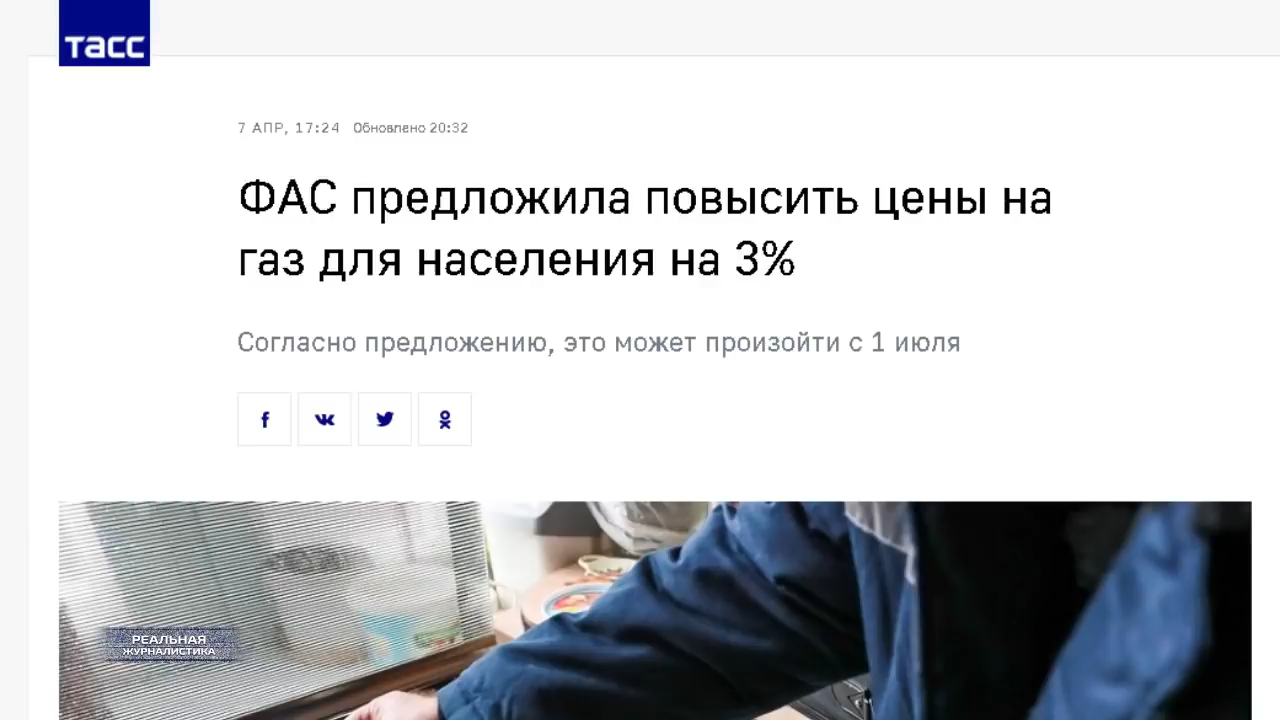 ТАСС
7 АПР, 17:24 Обновлено 20:32
ФАС предложила повысить цены на
газ для населения на 3%
Согласно предложению, это может произойти с 1 июля
РЕАЛЬНАЯ
ЖУРНАЛИСТИКА